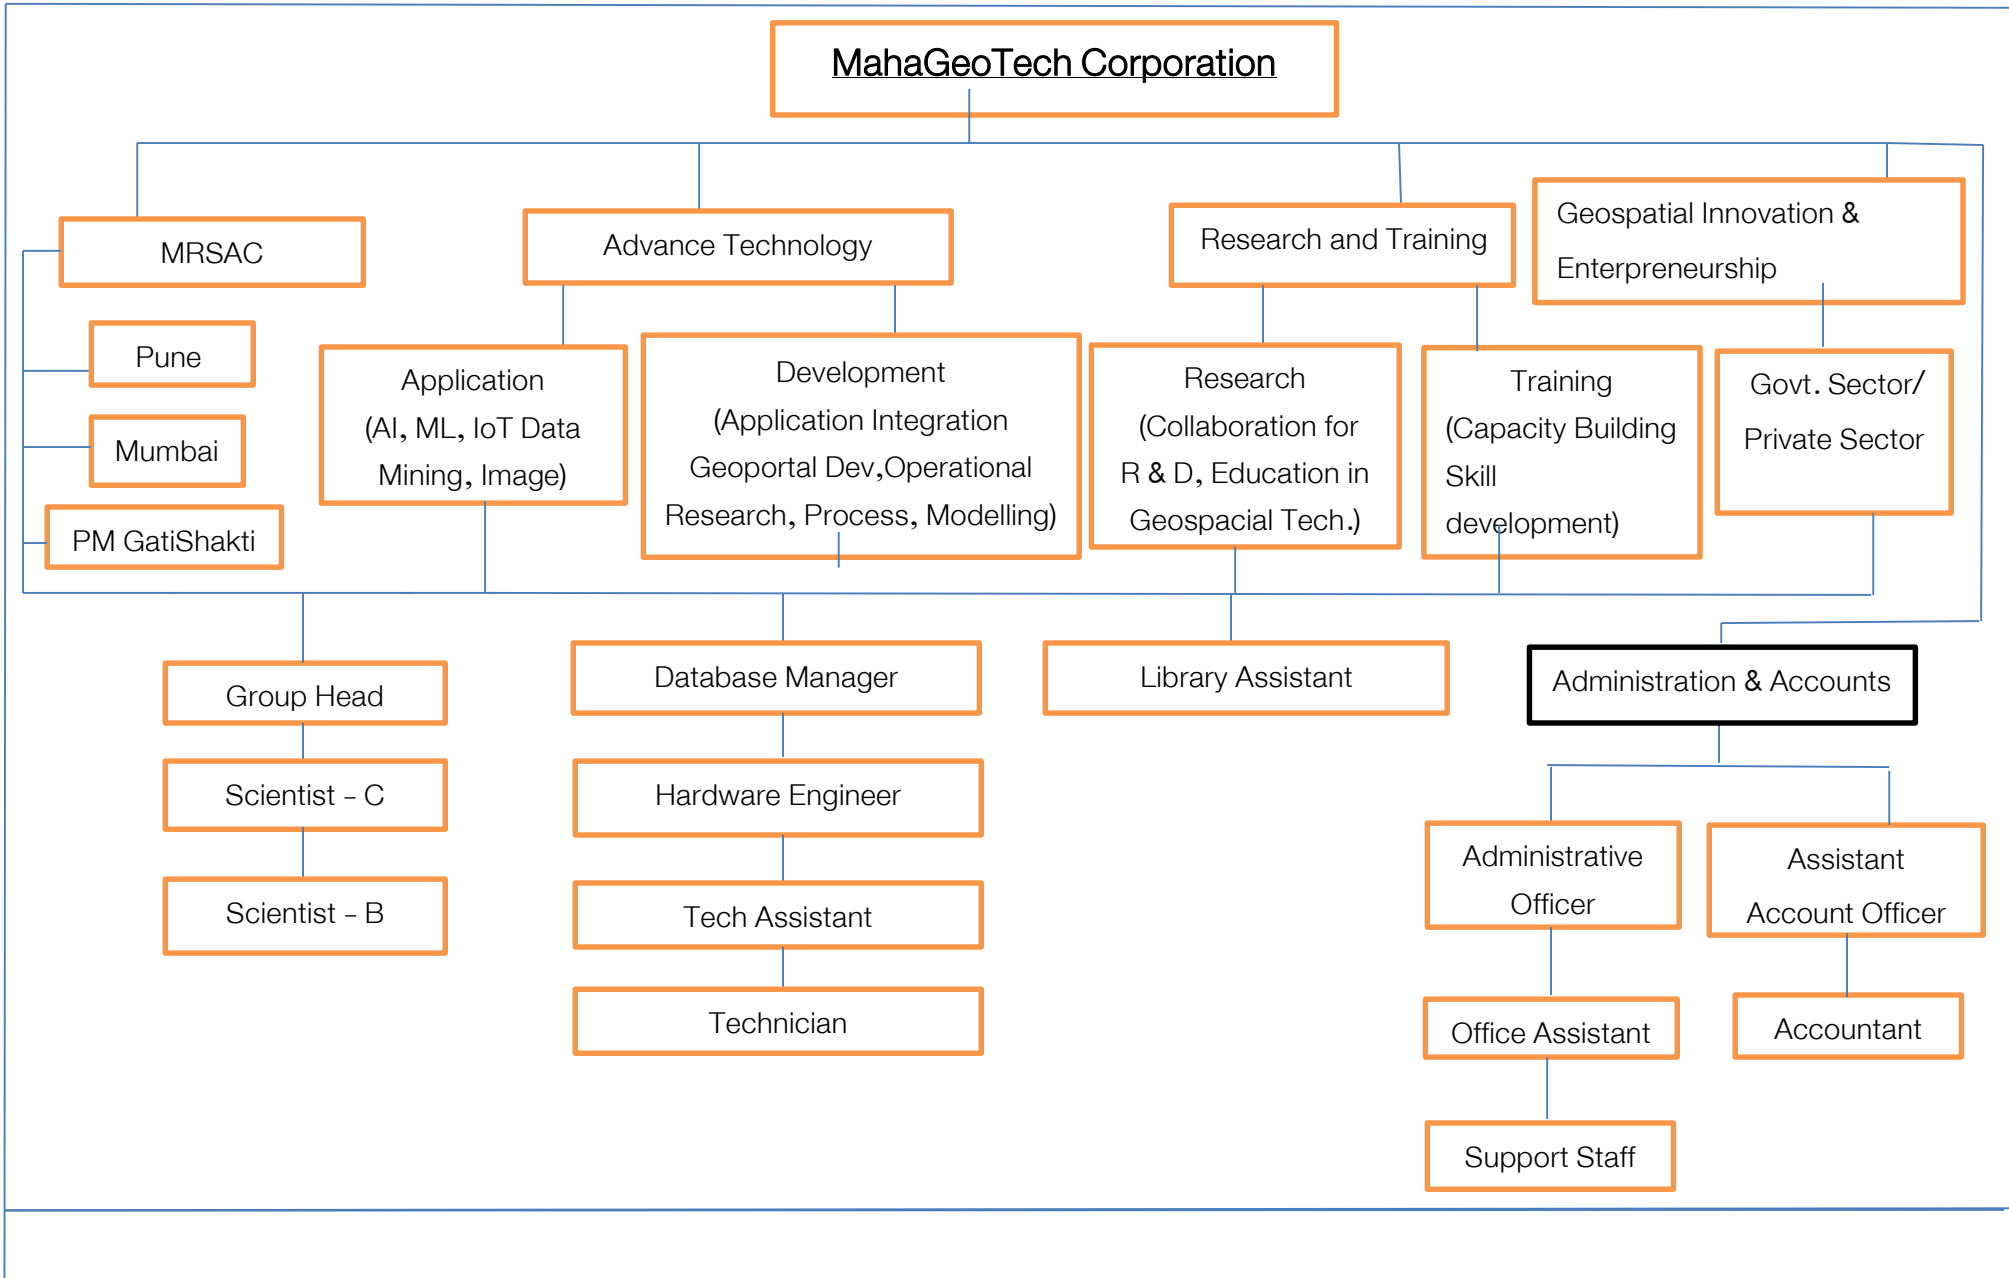 MahaGeoTech Corporation
MRSAC
Advance Technology
Research and Training
Geospatial Innovation &
Enterpreneurship
Pune
Mumbai
PM GatiShakti
Application
(AI, ML, IoT Data
Mining, Image)
Development
(Application Integration
Geoportal Dev,Operational
Research, Process, Modelling)
Research
(Collaboration for
R & D, Education in
Geospacial Tech.)
Training
(Capacity Building
Skill
development)
Govt. Sector/
Private Sector
Group Head
Scientist – C
Scientist – B
Database Manager
Hardware Engineer
Tech Assistant
Technician
Library Assistant
Administration & Accounts
Administrative
Officer
Office Assistant
Support Staff
Assistant
Account Officer
Accountant